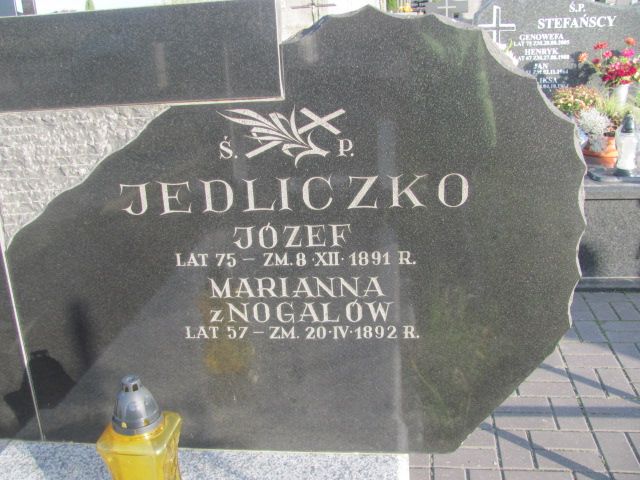 Ś. P.
JEDLICZKO
JÓZEF
LAT 75 – ZM. 8·XII·1891 R.
MARIANNA
z NOGALÓW
LAT 57 – ZM. 20·IV·1892 R.
Ś.P.
STEFAŃSCY
GENOWEFA
HENRYK
JAN